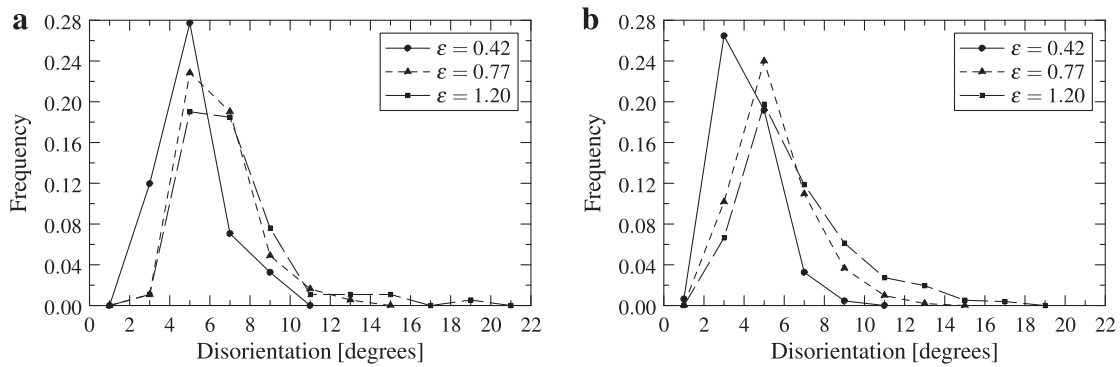 a
0.28
0.24
0.20
0.16
0.12
0.08
0.04
0.00
Frequency
ε = 0.42
ε = 0.77
ε = 1.20
0 2 4 6 8 10 12 14 16 18 20 22
Disorientation [degrees]
b
0.28
0.24
0.20
0.16
0.12
0.08
0.04
0.00
Frequency
ε = 0.42
ε = 0.77
ε = 1.20
0 2 4 6 8 10 12 14 16 18 20 22
Disorientation [degrees]